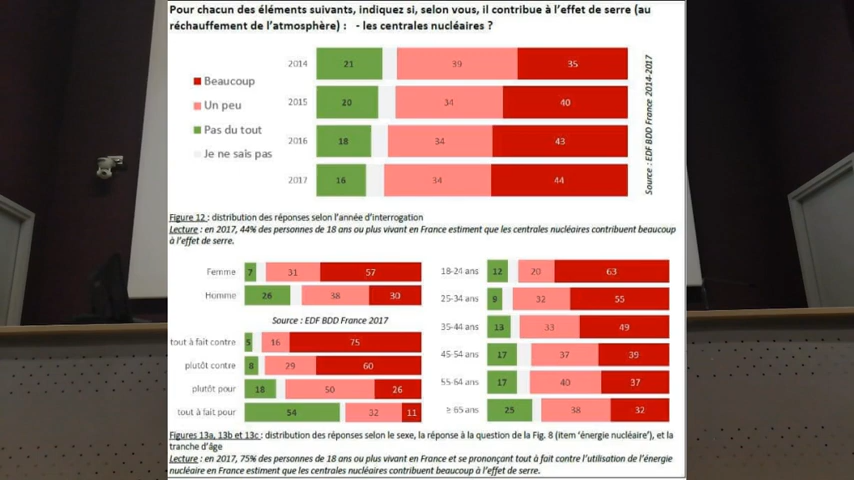 Pour chacun des éléments suivants, indiquez si, selon vous, il contribue à l'effet de serre (au
réchauffement de l'atmosphère) : - les centrales nucléaires ?
Beaucoup
Un peu
Pas du tout
Je ne sais pas
2014 21 39 35
2015 20 34 40
2016 18 34 43
2017 16 34 44
Source : EDF BDD France 2014-2017
Figure 12 : distribution des réponses selon l'année d'interrogation
Lecture : en 2017, 44% des personnes de 18 ans ou plus vivant en France estiment que les centrales nucléaires contribuent beaucoup
à l'effet de serre.
Femme 7 31 57
Homme 26 38 30
Source : EDF BDD France 2017
tout à fait contre 5 16 75
plutôt contre 8 29 60
plutôt pour 18 50 26
tout à fait pour 54 32 11
18-24 ans 12 20 63
25-34 ans 9 32 55
35-44 ans 13 33 49
45-54 ans 17 37 39
55-64 ans 17 40 37
≥ 65 ans 25 38 32
Figures 13a, 13b et 13c : distribution des réponses selon le sexe, la réponse à la question de la Fig. 8 (item 'énergie nucléaire'), et la
tranche d'âge
Lecture : en 2017, 75% des personnes de 18 ans ou plus vivant en France et se prononçant tout à fait contre l'utilisation de l'énergie
nucléaire en France estiment que les centrales nucléaires contribuent beaucoup à l'effet de serre.